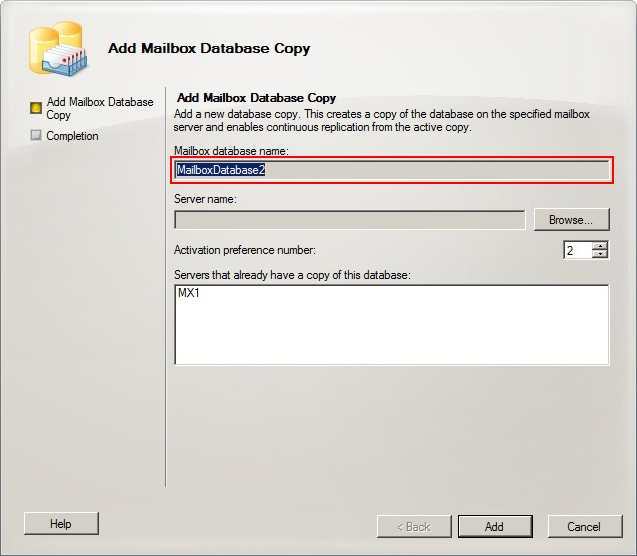 Add Mailbox Database Copy
Add Mailbox Database
Copy
Completion
Add Mailbox Database Copy
Add a new database copy. This creates a copy of the database on the specified mailbox
server and enables continuous replication from the active copy.
Mailbox database name:
MailboxDatabase2
Server name:
Browse...
Activation preference number:
2
Servers that already have a copy of this database:
MX1
Help
< Back
Add
Cancel